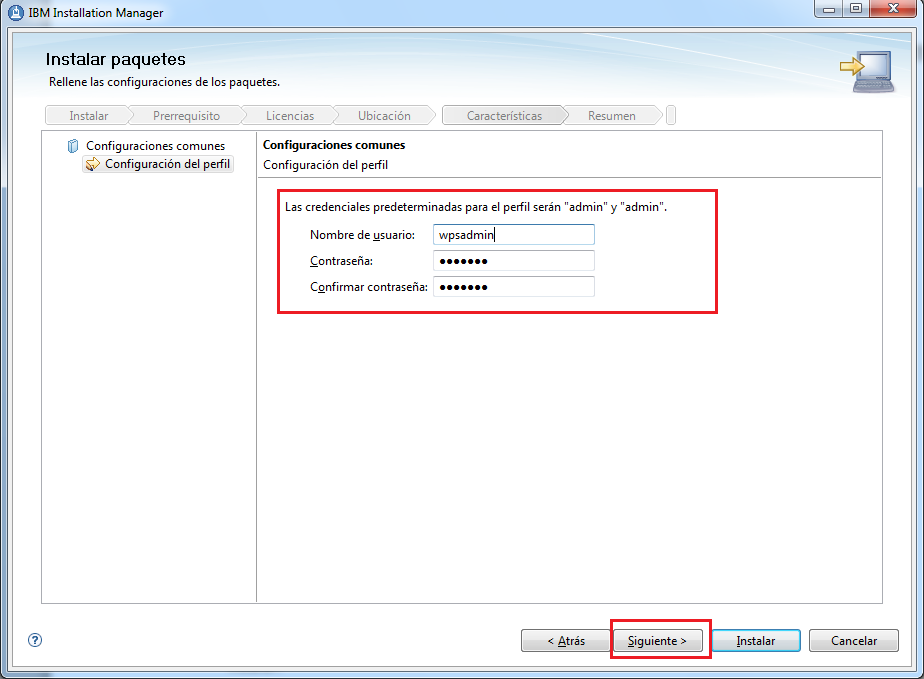 IBM Installation Manager
Instalar paquetes
Rellene las configuraciones de los paquetes.
Instalar
Prerrequisito
Licencias
Ubicación
Características
Resumen
Configuraciones comunes
Configuración del perfil
Configuraciones comunes
Configuración del perfil
Las credenciales predeterminadas para el perfil serán "admin" y "admin".
Nombre de usuario: wpsadmin
Contraseña: ●●●●●●●
Confirmar contraseña: ●●●●●●●
? < Atrás Siguiente > Instalar Cancelar